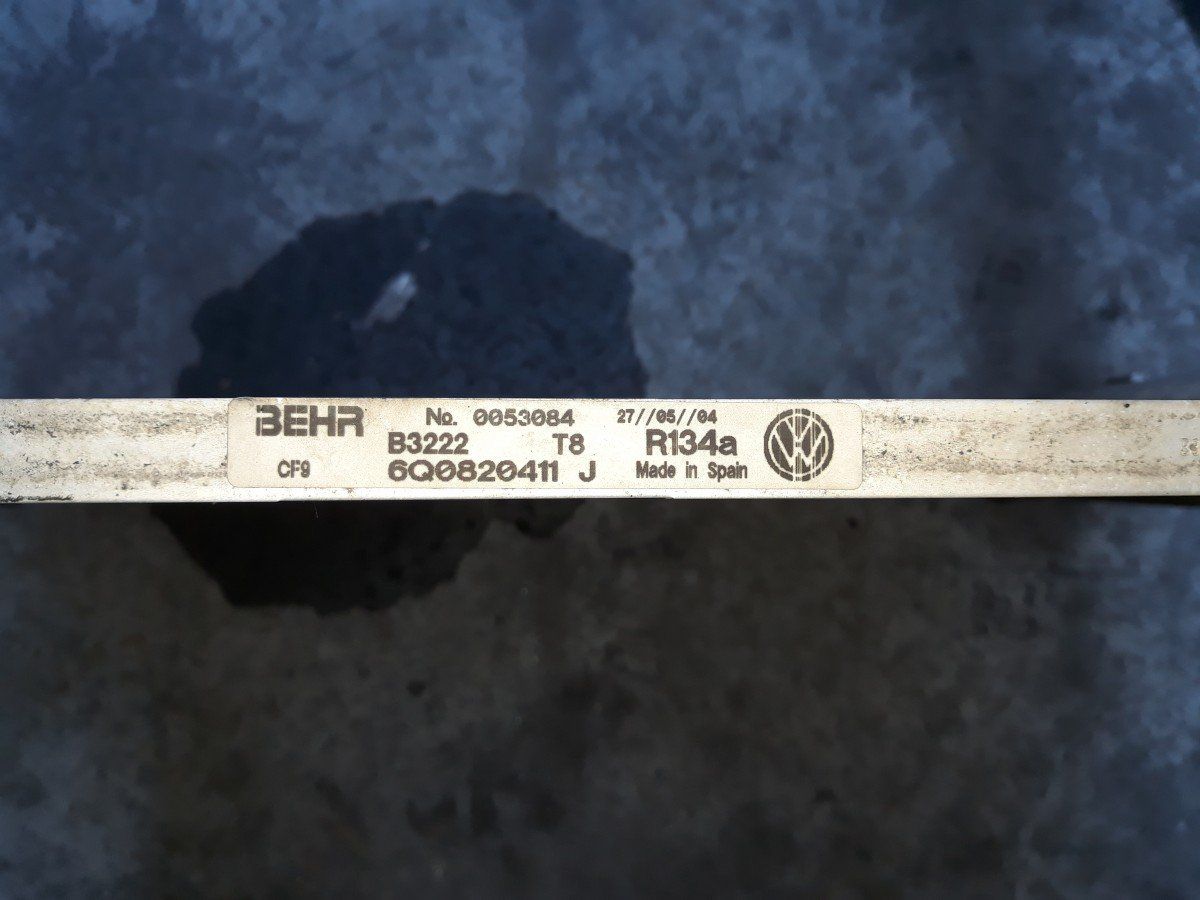 BEHR No. 0053084 27//05//04
B3222 T8 R134a
CF9 6Q0820411 J Made in Spain